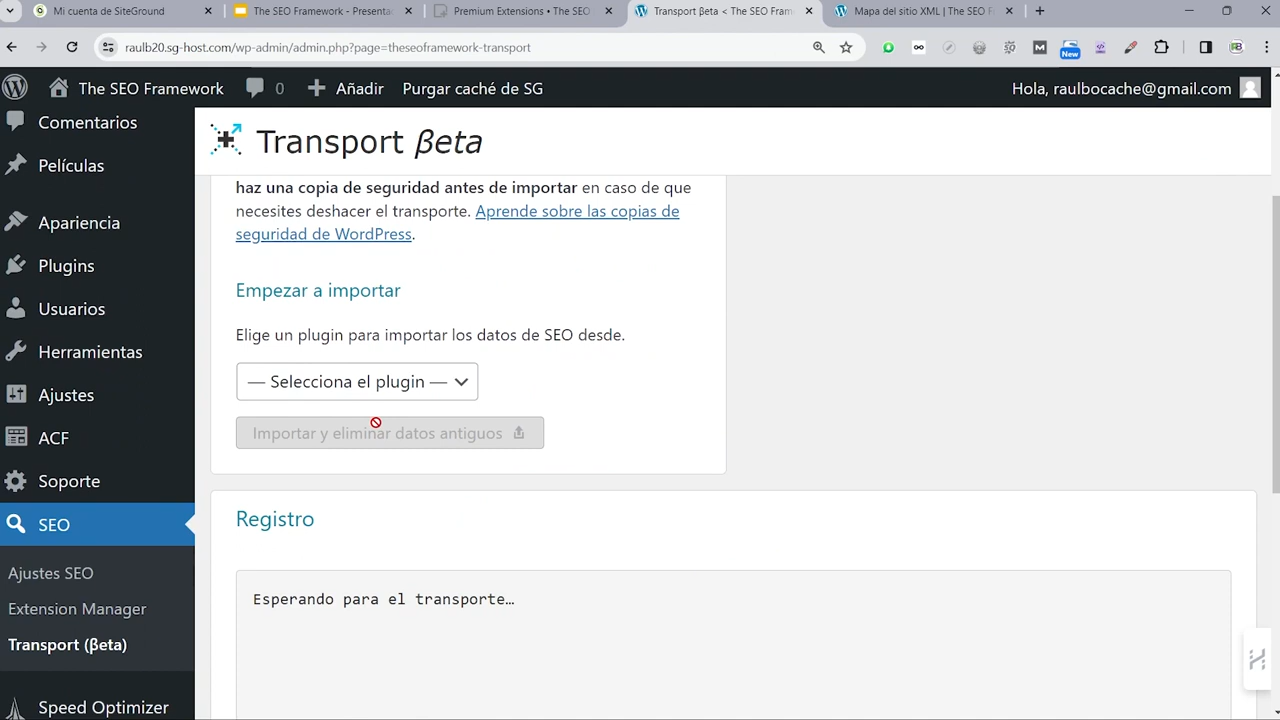 Mi cuenta de SiteGround
The SEO Framework - Presenta
Premium Extensions • The SEO
Transport βeta < The SEO Fram
Mapa del sitio XML | The SEO F
raulb20.sg-host.com/wp-admin/admin.php?page=theseoframework-transport
New
The SEO Framework
0
Añadir
Purgar caché de SG
Hola, raulbocache@gmail.com
Comentarios
Películas
Apariencia
Plugins
Usuarios
Herramientas
Ajustes
ACF
Soporte
SEO
Ajustes SEO
Extension Manager
Transport (βeta)
Speed Optimizer
Transport βeta
haz una copia de seguridad antes de importar en caso de que
necesites deshacer el transporte. Aprende sobre las copias de
seguridad de WordPress.
Empezar a importar
Elige un plugin para importar los datos de SEO desde.
— Selecciona el plugin —
Importar y eliminar datos antiguos
Registro
Esperando para el transporte…